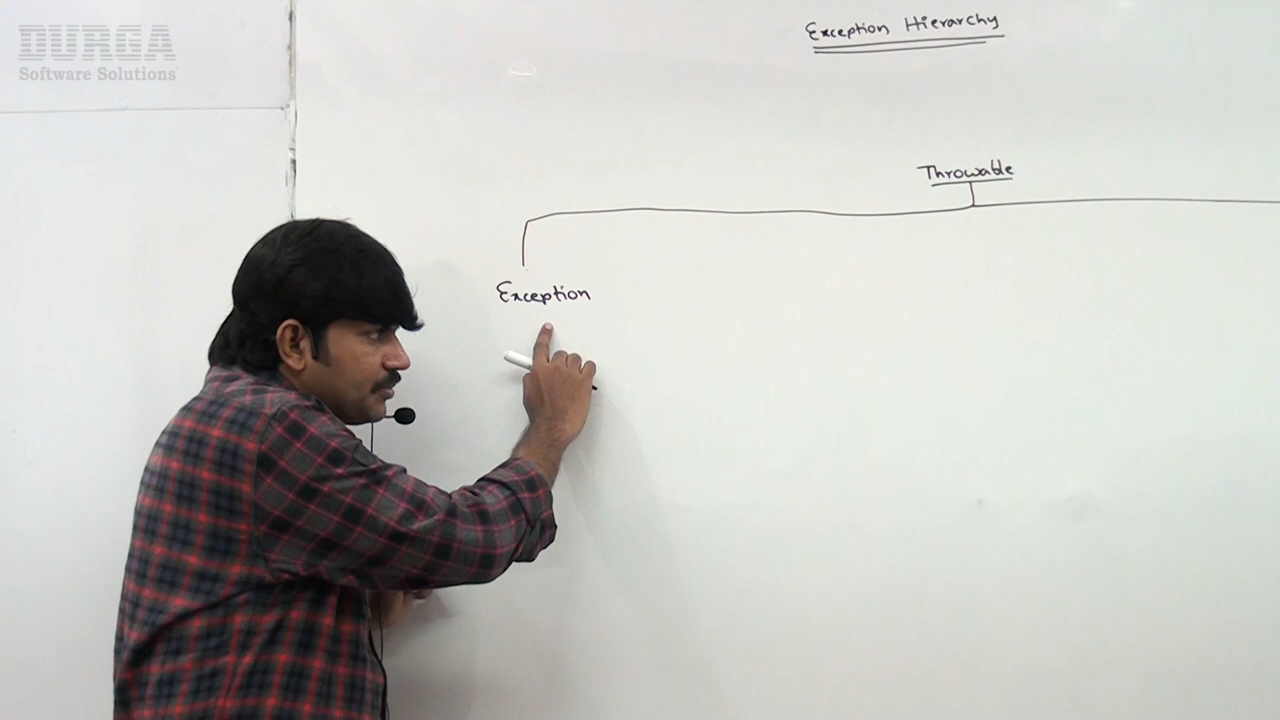 DURGA
Software Solutions
Exception Hierarchy
Throwable
Exception